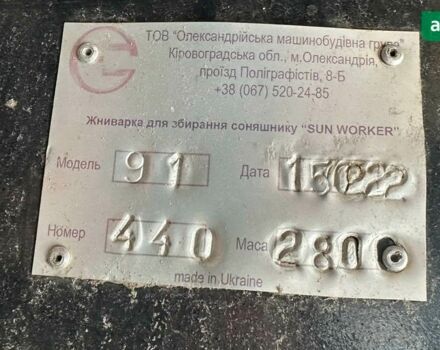 ТОВ "Олександрійська машинобудівна група"
Кіровоградська обл., м.Олександрія,
проїзд Поліграфістів, 8-Б
+38 (067) 520-24-85
Жниварка для збирання соняшнику "SUN WORKER"
Модель 91 Дата
Номер 440 Маса 2800
made in Ukraine